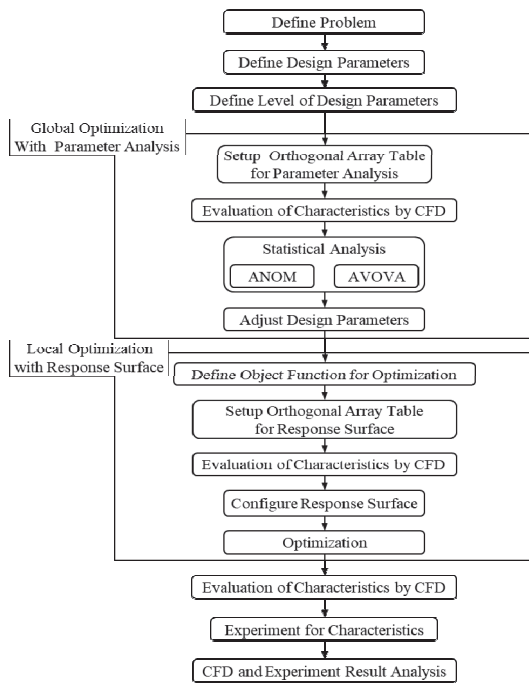 Define Problem
Define Design Parameters
Define Level of Design Parameters
Global Optimization
With Parameter Analysis
Setup Orthogonal Array Table
for Parameter Analysis
Evaluation of Characteristics by CFD
Statistical Analysis
ANOM
AVOVA
Adjust Design Parameters
Local Optimization
with Response Surface
Define Object Function for Optimization
Setup Orthogonal Array Table
for Response Surface
Evaluation of Characteristics by CFD
Configure Response Surface
Optimization
Evaluation of Characteristics by CFD
Experiment for Characteristics
CFD and Experiment Result Analysis